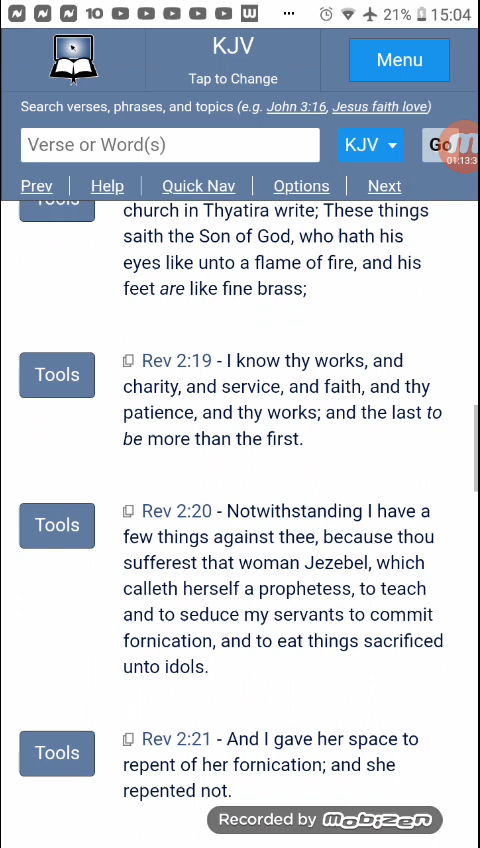 10
W
...
21%
15:04
KJV
Tap to Change
Menu
Search verses, phrases, and topics (e.g. John 3:16, Jesus faith love)
Verse or Word(s)
KJV
Go
01:13:3
Prev | Help | Quick Nav | Options | Next
Tools
church in Thyatira write; These things
saith the Son of God, who hath his
eyes like unto a flame of fire, and his
feet are like fine brass;
Tools
Rev 2:19 - I know thy works, and
charity, and service, and faith, and thy
patience, and thy works; and the last to
be more than the first.
Tools
Rev 2:20 - Notwithstanding I have a
few things against thee, because thou
sufferest that woman Jezebel, which
calleth herself a prophetess, to teach
and to seduce my servants to commit
fornication, and to eat things sacrificed
unto idols.
Tools
Rev 2:21 - And I gave her space to
repent of her fornication; and she
repented not.
Recorded by Mobizen